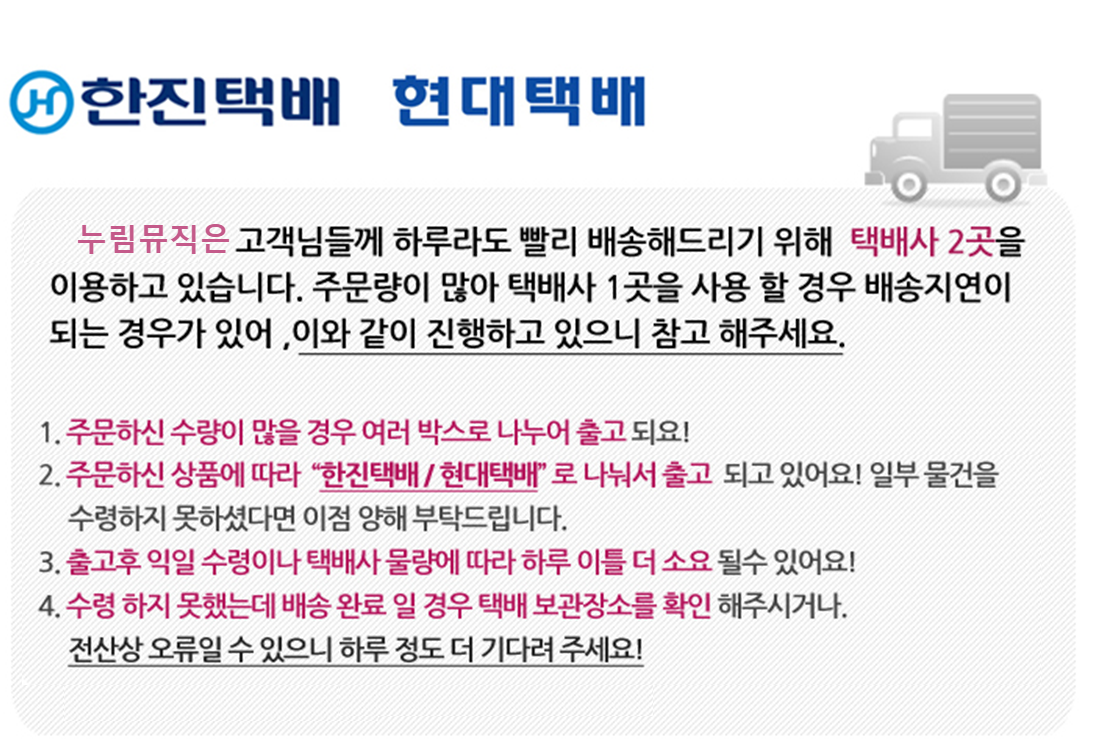 한진택배 현대택배
누림뮤직은 고객님들께 하루라도 빨리 배송해드리기 위해 택배사 2곳을
이용하고 있습니다. 주문량이 많아 택배사 1곳을 사용 할 경우 배송지연이
되는 경우가 있어 ,이와 같이 진행하고 있으니 참고 해주세요.
1. 주문하신 수량이 많을 경우 여러 박스로 나누어 출고 되요!
2. 주문하신 상품에 따라 “한진택배 / 현대택배” 로 나눠서 출고 되고 있어요! 일부 물건을
수령하지 못하셨다면 이점 양해 부탁드립니다.
3. 출고후 익일 수령이나 택배사 물량에 따라 하루 이틀 더 소요 될수 있어요!
4. 수령 하지 못했는데 배송 완료 일 경우 택배 보관장소를 확인 해주시거나.
전산상 오류일 수 있으니 하루 정도 더 기다려 주세요!